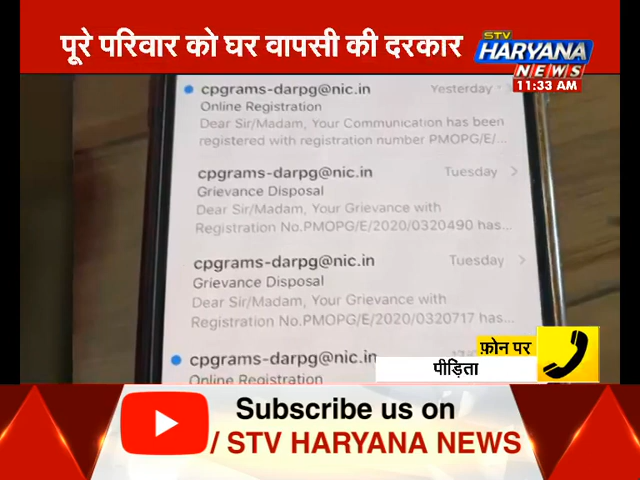 पूरे परिवार को घर वापसी की दरकार
STV
HARYANA
NEWS
11:33 AM
cpgrams-darpg@nic.in Yesterday
Online Registration
Dear Sir/Madam, Your Communication has been
registered with registration number PMOPG/E/...
cpgrams-darpg@nic.in Tuesday
Grievance Disposal
Dear Sir/Madam, Your Grievance with
Registration No.PMOPG/E/2020/0320490 has...
cpgrams-darpg@nic.in Tuesday
Grievance Disposal
Dear Sir/Madam, Your Grievance with
Registration No.PMOPG/E/2020/0320717 has...
cpgrams-darpg@nic.in
Online Registration
फ़ोन पर
पीड़िता
Subscribe us on
/ STV HARYANA NEWS